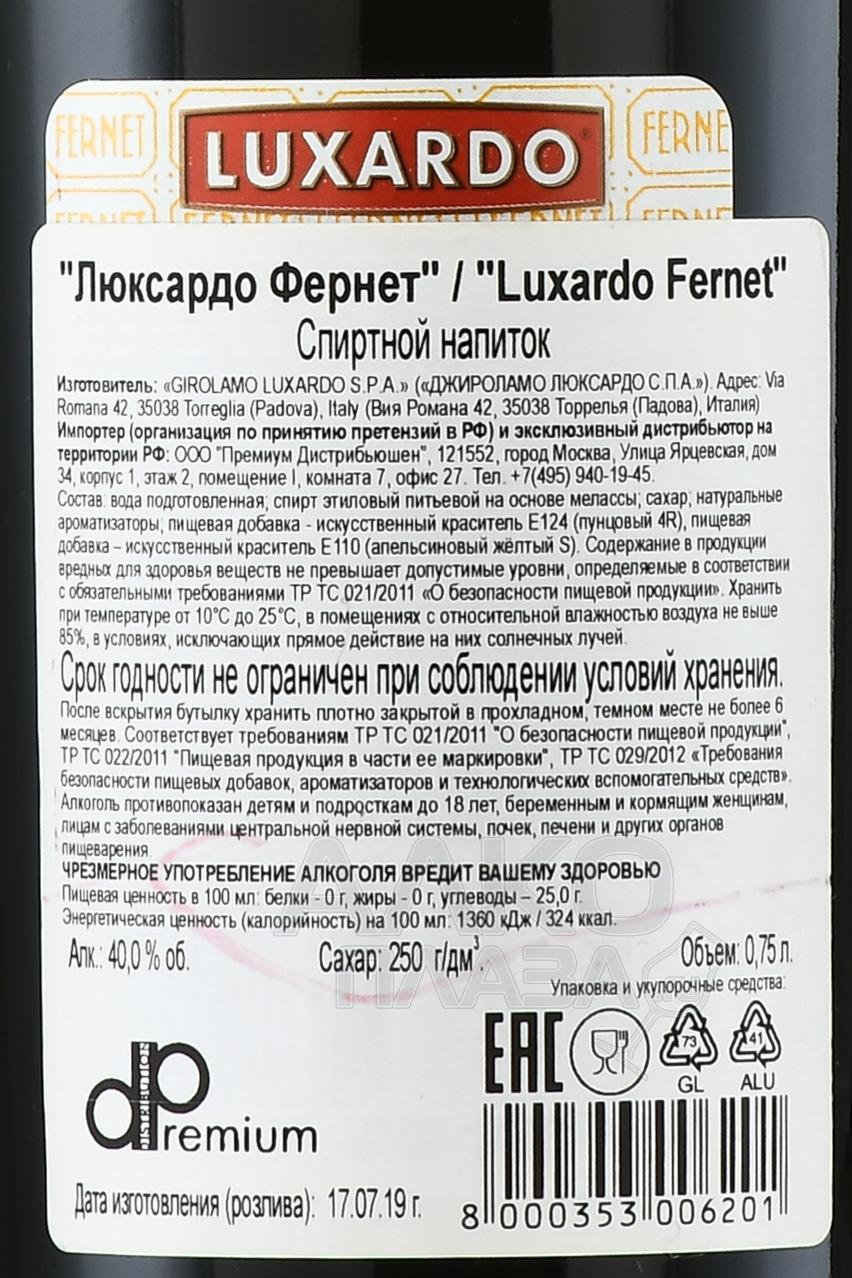 FERNET LUXARDO® FERNE
"Люксардо Фернет" / "Luxardo Fernet"
Спиртной напиток
Изготовитель: «GIROLAMO LUXARDO S.P.A.» («ДЖИРОЛАМО ЛЮКСАРДО С.П.А.»). Адрес: Via
Romana 42, 35038 Torreglia (Padova), Italy (Вия Романа 42, 35038 Торрелья (Падова), Италия)
Импортер (организация по принятию претензий в РФ) и эксклюзивный дистрибьютор на
территории РФ: ООО "Премиум Дистрибьюшен", 121552, город Москва, Улица Ярцевская, дом
34, корпус 1, этаж 2, помещение I, комната 7, офис 27. Тел. +7(495) 940-19-45.
Состав: вода подготовленная; спирт этиловый питьевой на основе мелассы; сахар; натуральные
ароматизаторы; пищевая добавка - искусственный краситель Е124 (пунцовый 4R), пищевая
добавка – искусственный краситель Е110 (апельсиновый жёлтый S). Содержание в продукции
вредных для здоровья веществ не превышает допустимые уровни, определяемые в соответствии
с обязательными требованиями ТР ТС 021/2011 «О безопасности пищевой продукции». Хранить
при температуре от 10°С до 25°С, в помещениях с относительной влажностью воздуха не выше
85%, в условиях, исключающих прямое действие на них солнечных лучей.
Срок годности не ограничен при соблюдении условий хранения.
После вскрытия бутылку хранить плотно закрытой в прохладном, темном месте не более 6
месяцев. Соответствует требованиям ТР ТС 021/2011 "О безопасности пищевой продукции",
ТР ТС 022/2011 "Пищевая продукция в части ее маркировки", ТР ТС 029/2012 «Требования
безопасности пищевых добавок, ароматизаторов и технологических вспомогательных средств».
Алкоголь противопоказан детям и подросткам до 18 лет, беременным и кормящим женщинам,
лицам с заболеваниями центральной нервной системы, почек, печени и других органов
пищеварения.
ЧРЕЗМЕРНОЕ УПОТРЕБЛЕНИЕ АЛКОГОЛЯ ВРЕДИТ ВАШЕМУ ЗДОРОВЬЮ
Пищевая ценность в 100 мл: белки - 0 г, жиры - 0 г, углеводы – 25,0 г.
Энергетическая ценность (калорийность) на 100 мл: 1360 кДж / 324 ккал.
Алк.: 40,0 % об. Сахар: 250 г/дм³. Объем: 0,75 л.
АЛКО
ПЛАЗА
Упаковка и укупорочные средства:
EAC 73 41
GL ALU
DISTRIBUTION
dPremium
Дата изготовления (розлива): 17.07.19 г.
8 000353 006201